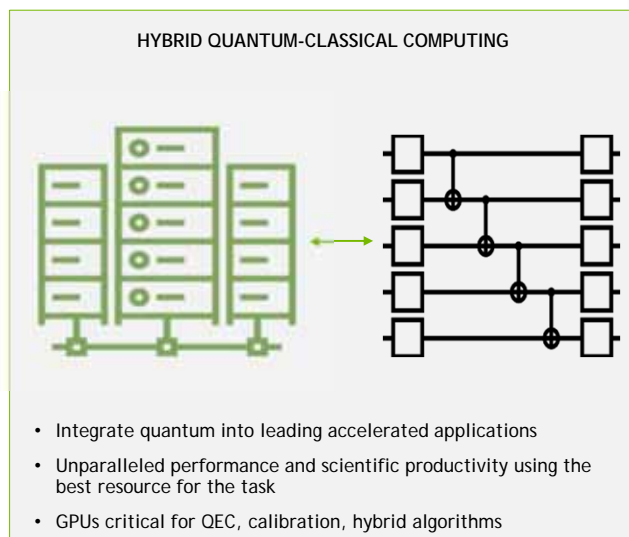 HYBRID QUANTUM-CLASSICAL COMPUTING
• Integrate quantum into leading accelerated applications
• Unparalleled performance and scientific productivity using the
best resource for the task
• GPUs critical for QEC, calibration, hybrid algorithms